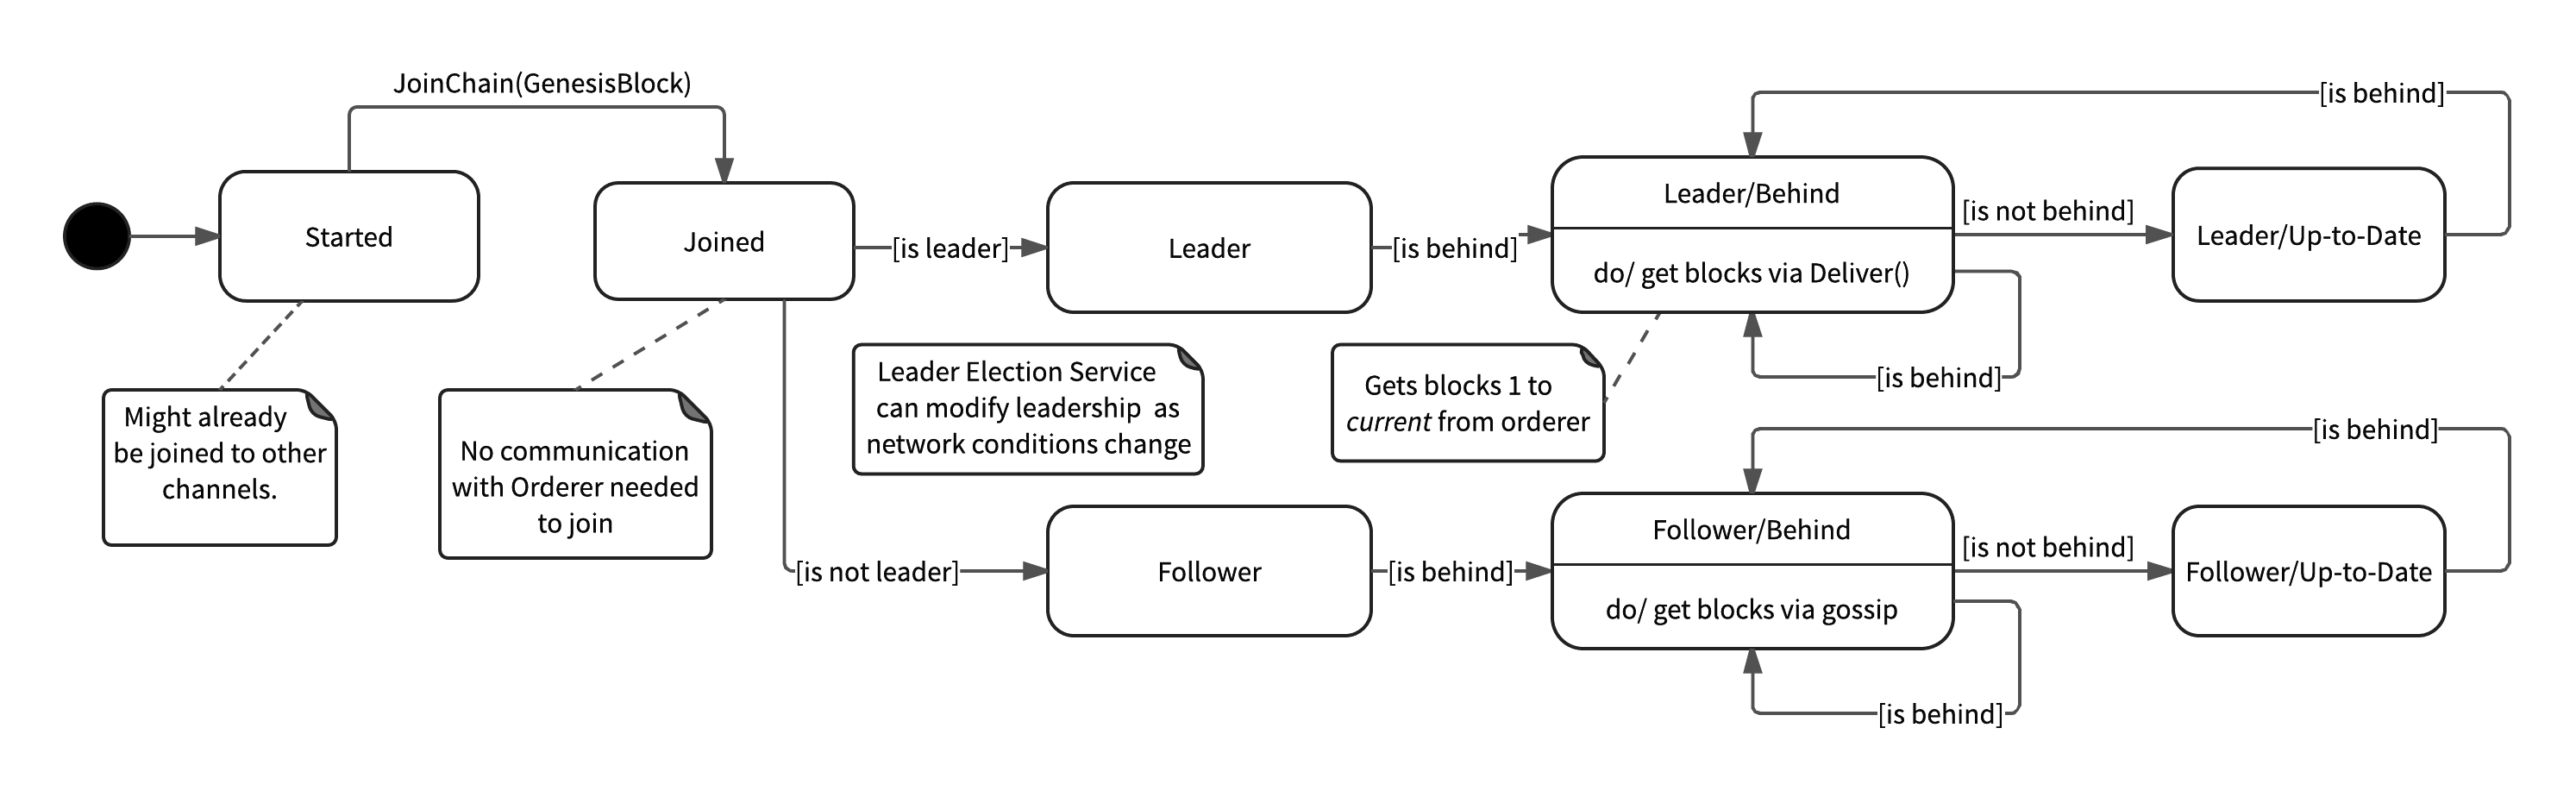 JoinChain(GenesisBlock)
Started
Joined
[is leader]
Leader
[is behind]
Leader/Behind
do/ get blocks via Deliver()
[is not behind]
Leader/Up-to-Date
[is behind]
[is behind]
Might already
be joined to other
channels.
No communication
with Orderer needed
to join
Leader Election Service
can modify leadership as
network conditions change
Gets blocks 1 to
current from orderer
[is not leader]
Follower
[is behind]
Follower/Behind
do/ get blocks via gossip
[is not behind]
Follower/Up-to-Date
[is behind]
[is behind]